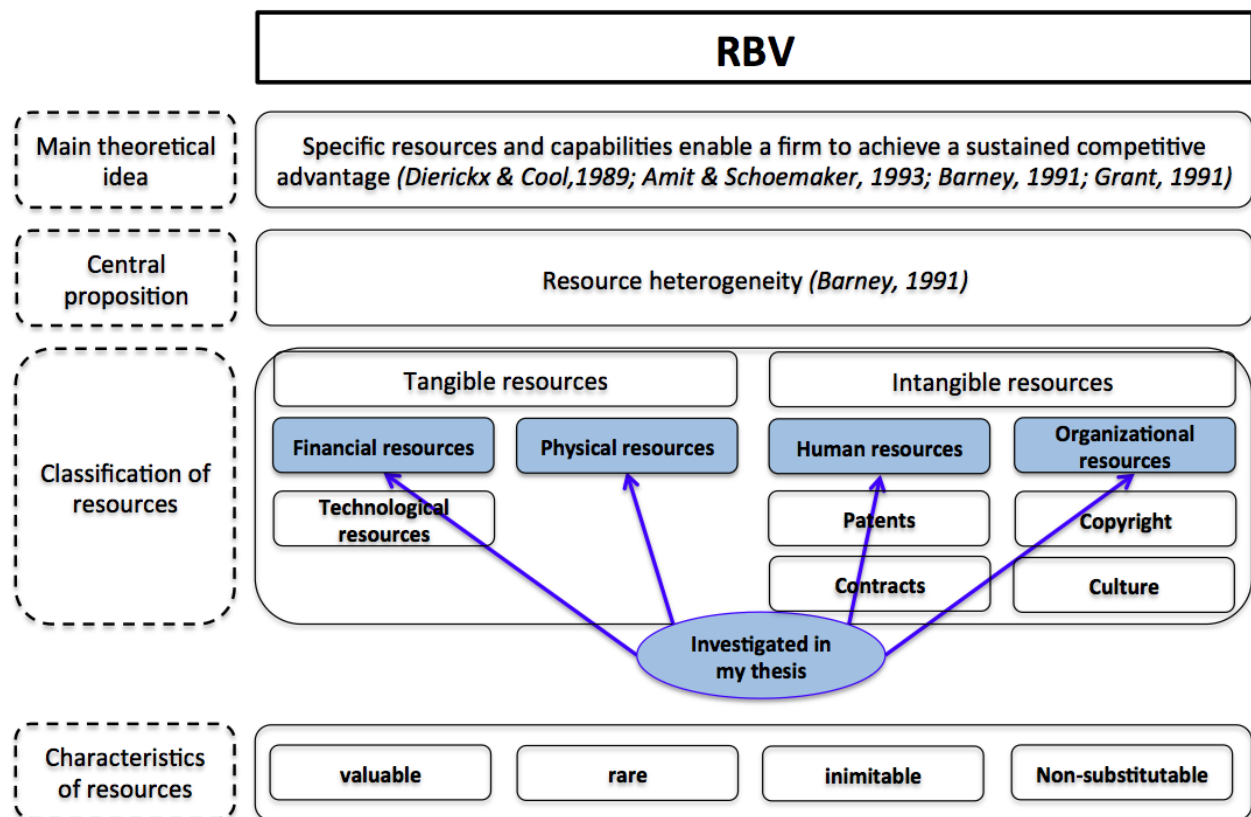 RBV
Main theoretical
idea
Specific resources and capabilities enable a firm to achieve a sustained competitive
advantage (Dierickx & Cool,1989; Amit & Schoemaker, 1993; Barney, 1991; Grant, 1991)
Central
proposition
Resource heterogeneity (Barney, 1991)
Classification of
resources
Tangible resources
Intangible resources
Financial resources
Physical resources
Human resources
Organizational
resources
Technological
resources
Patents
Copyright
Contracts
Culture
Investigated in
my thesis
Characteristics
of resources
valuable
rare
inimitable
Non-substitutable